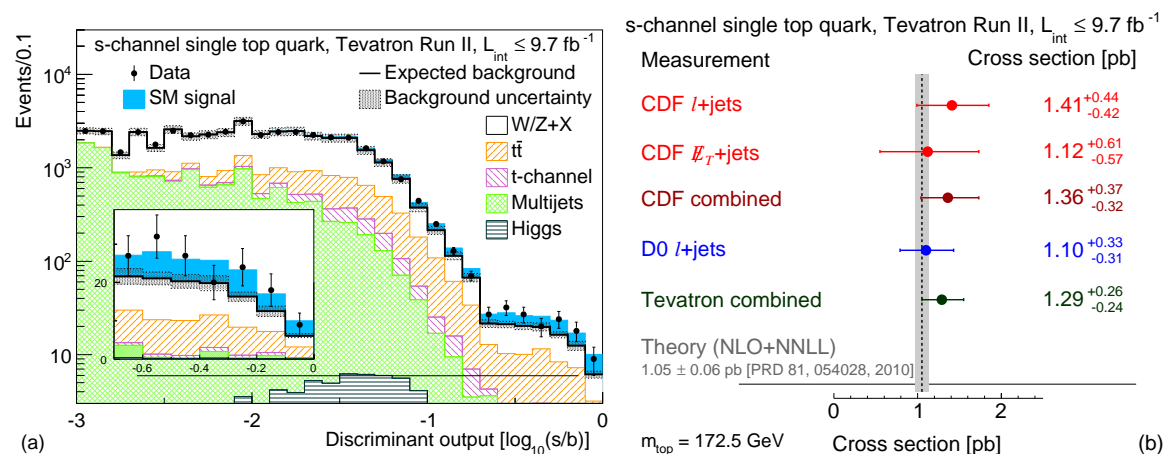 s-channel single top quark, Tevatron Run II, L_int ≤ 9.7 fb^-1
Events/0.1
Data
SM signal
Expected background
Background uncertainty
W/Z+X
tt̄
t-channel
Multijets
Higgs
10^4
10^3
10^2
10
20
0
-0.6 -0.4 -0.2 0
-3 -2 -1 0
Discriminant output [log_10(s/b)]
(a)
s-channel single top quark, Tevatron Run II, L_int ≤ 9.7 fb^-1
Measurement Cross section [pb]
CDF l+jets 1.41 +0.44 -0.42
CDF E̸_T+jets 1.12 +0.61 -0.57
CDF combined 1.36 +0.37 -0.32
D0 l+jets 1.10 +0.33 -0.31
Tevatron combined 1.29 +0.26 -0.24
Theory (NLO+NNLL)
1.05 ± 0.06 pb [PRD 81, 054028, 2010]
0 1 2
m_top = 172.5 GeV Cross section [pb]
(b)